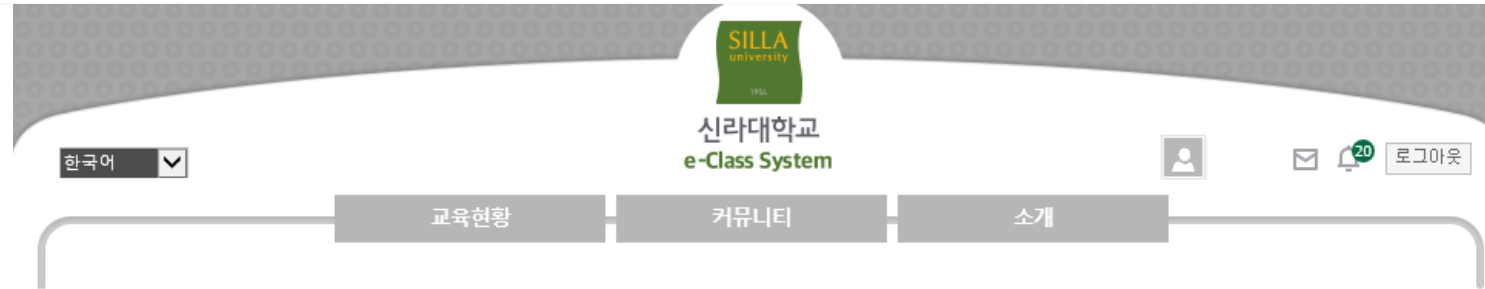 SILLA
university
1954
신라대학교
e-Class System
한국어
20
로그아웃
교육현황
커뮤니티
소개